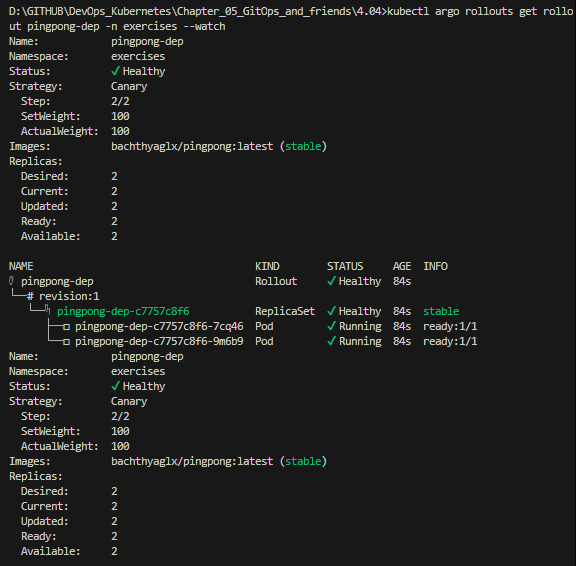 D:\GITHUB\DevOps_Kubernetes\Chapter_05_GitOps_and_friends\4.04>kubectl argo rollouts get rollo
ut pingpong-dep -n exercises --watch
Name:            pingpong-dep
Namespace:       exercises
Status:          ✔ Healthy
Strategy:        Canary
  Step:          2/2
  SetWeight:     100
  ActualWeight:  100
Images:          bachthyaglx/pingpong:latest (stable)
Replicas:
  Desired:       2
  Current:       2
  Updated:       2
  Ready:         2
  Available:     2

NAME                                      KIND        STATUS     AGE  INFO
⟳ pingpong-dep                            Rollout     ✔ Healthy  84s
└──# revision:1
   └──⧉ pingpong-dep-c7757c8f6            ReplicaSet  ✔ Healthy  84s  stable
      ├──□ pingpong-dep-c7757c8f6-7cq46   Pod         ✔ Running  84s  ready:1/1
      └──□ pingpong-dep-c7757c8f6-9m6b9   Pod         ✔ Running  84s  ready:1/1
Name:            pingpong-dep
Namespace:       exercises
Status:          ✔ Healthy
Strategy:        Canary
  Step:          2/2
  SetWeight:     100
  ActualWeight:  100
Images:          bachthyaglx/pingpong:latest (stable)
Replicas:
  Desired:       2
  Current:       2
  Updated:       2
  Ready:         2
  Available:     2